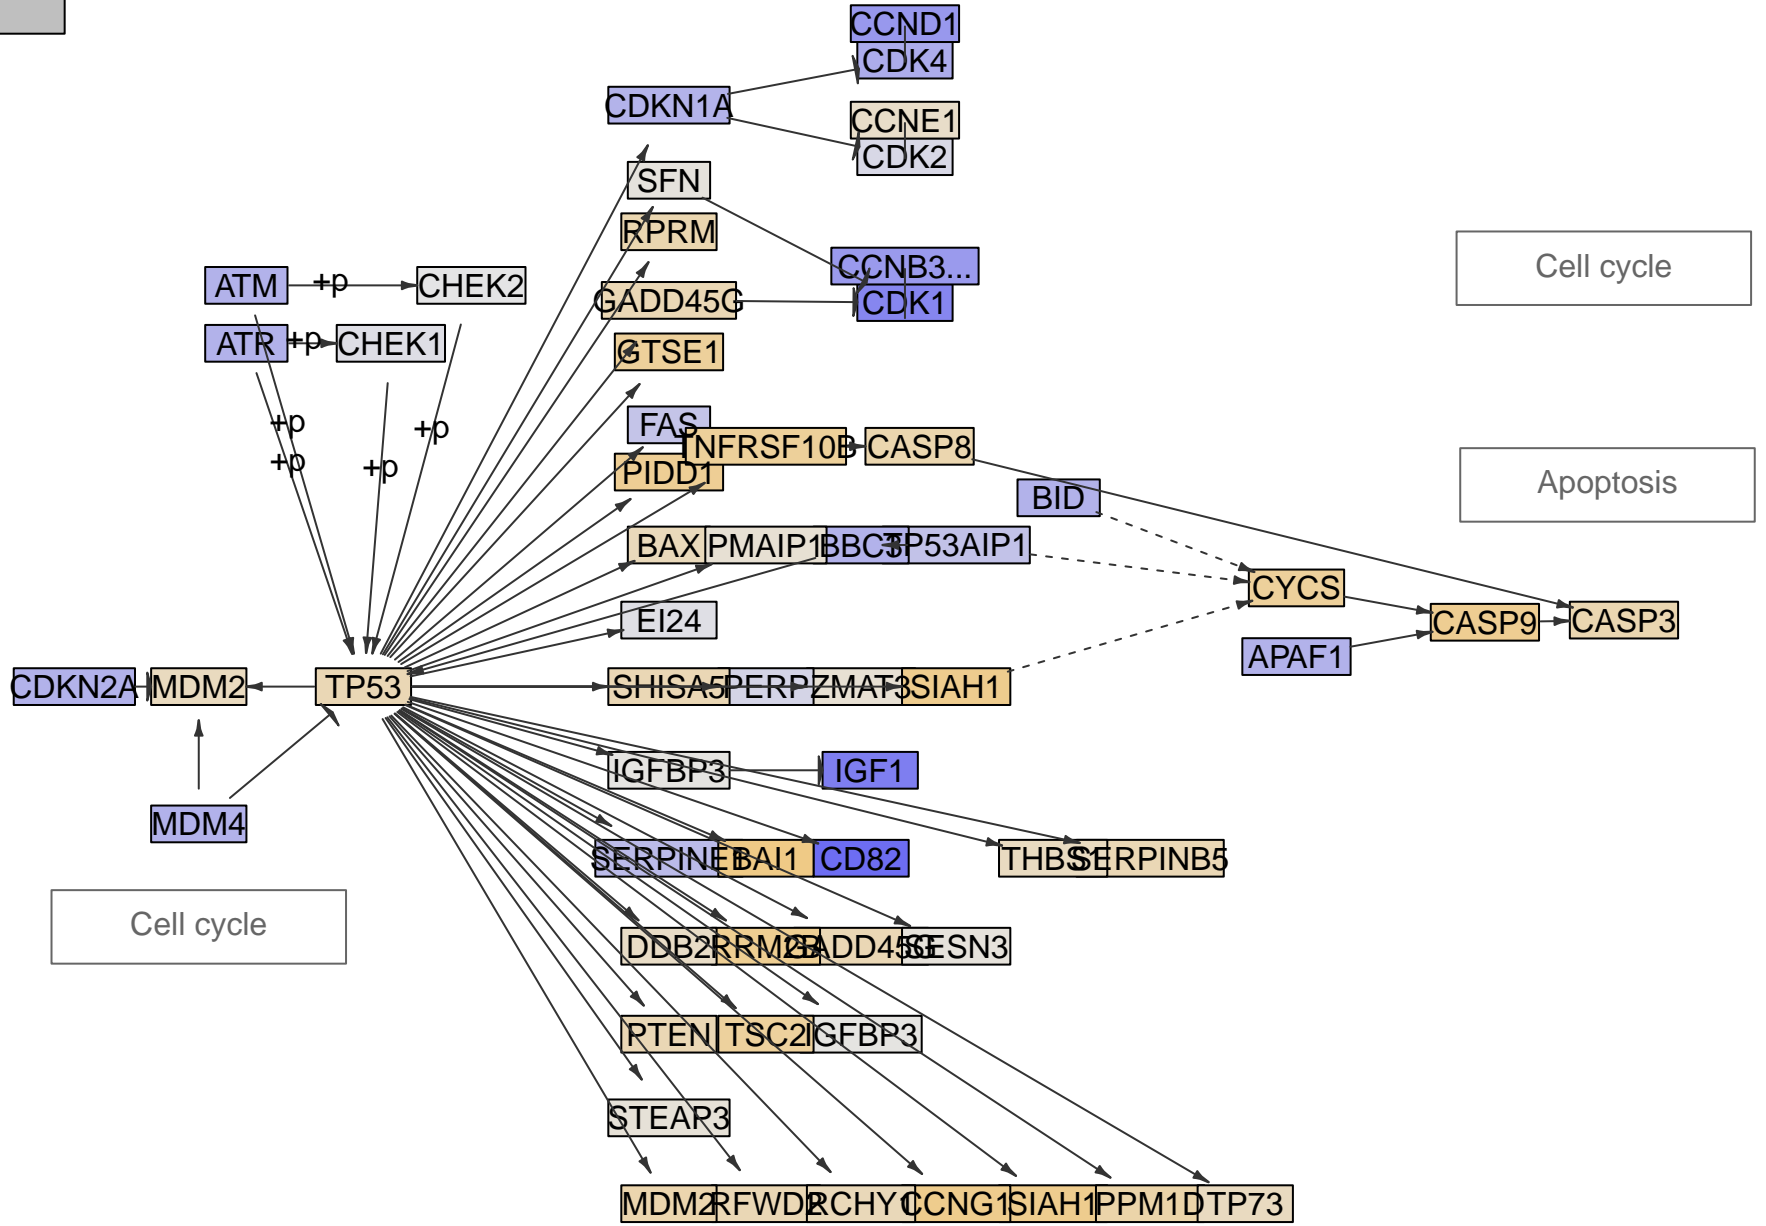 CCND1
CDK4
CDKN1A
CCNE1
CDK2
SFN
RPRM
Cell cycle
CCNB3...
ATM +p CHEK2
GADD45G CDK1
ATR +p CHEK1
GTSE1
+p
+p
FAS
TNFRSF10B CASP8
+p
+p
PIDD1
Apoptosis
BID
BAX PMAIP1 BBC3 TP53AIP1
CYCS
EI24
CASP9 CASP3
APAF1
CDKN2A MDM2 TP53 SHISA5 PERP ZMAT3 SIAH1
IGFBP3 IGF1
MDM4
SERPINE1 BAI1 CD82 THBS1 SERPINB5
Cell cycle
DDB2 RRM2B GADD45G SESN3
PTEN TSC2 IGFBP3
STEAP3
MDM2 RFWD2 RCHY1 CCNG1 SIAH1 PPM1D TP73